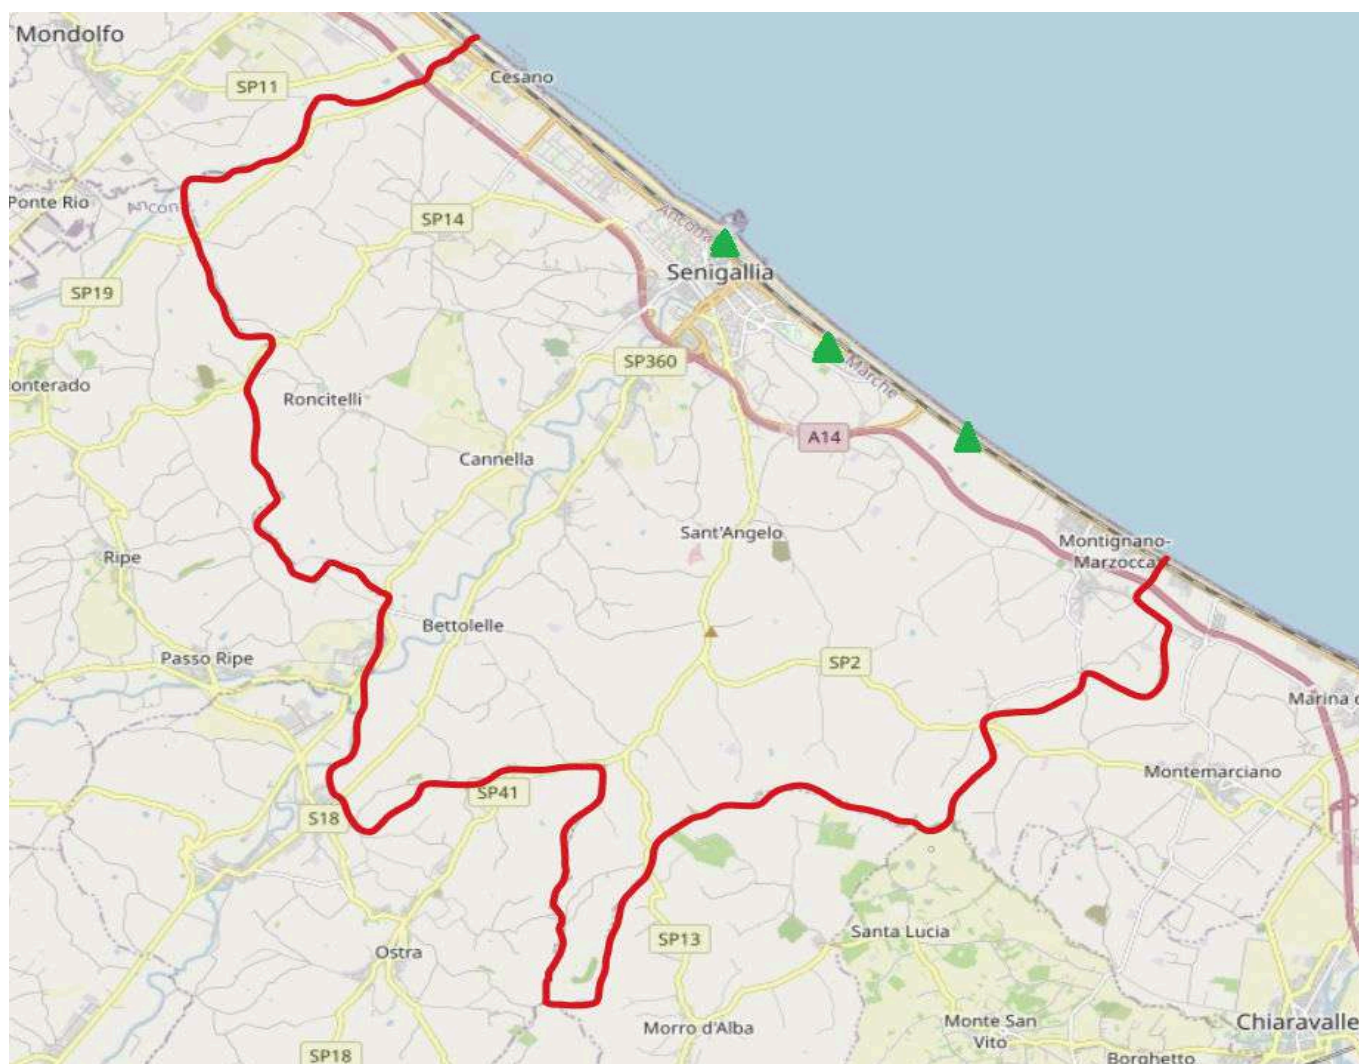 Mondolfo
SP11
Cesano
Ponte Rio
Ancon
SP14
Ancona
Senigallia
SP19
SP360
Marche
onterado
Roncitelli
A14
Cannella
Sant'Angelo
Montignano-
Marzocca
Ripe
Bettolelle
Passo Ripe
SP2
Marina
Montemarciano
SP41
S18
Santa Lucia
SP13
Ostra
Morro d'Alba
Monte San
Vito
Chiaravalle
SP18
Borghetto